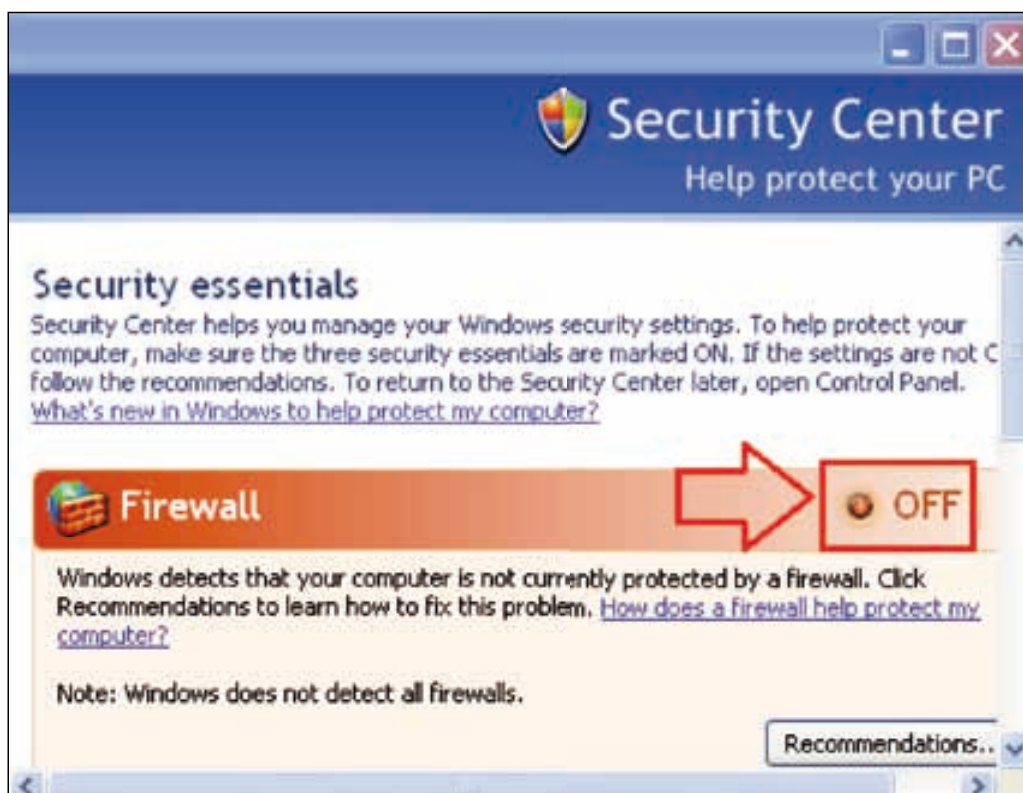 Security Center
Help protect your PC
Security essentials
Security Center helps you manage your Windows security settings. To help protect your
computer, make sure the three security essentials are marked ON. If the settings are not
follow the recommendations. To return to the Security Center later, open Control Panel.
What's new in Windows to help protect my computer?
Firewall
OFF
Windows detects that your computer is not currently protected by a firewall. Click
Recommendations to learn how to fix this problem. How does a firewall help protect my
computer?
Note: Windows does not detect all firewalls.
Recommendations..